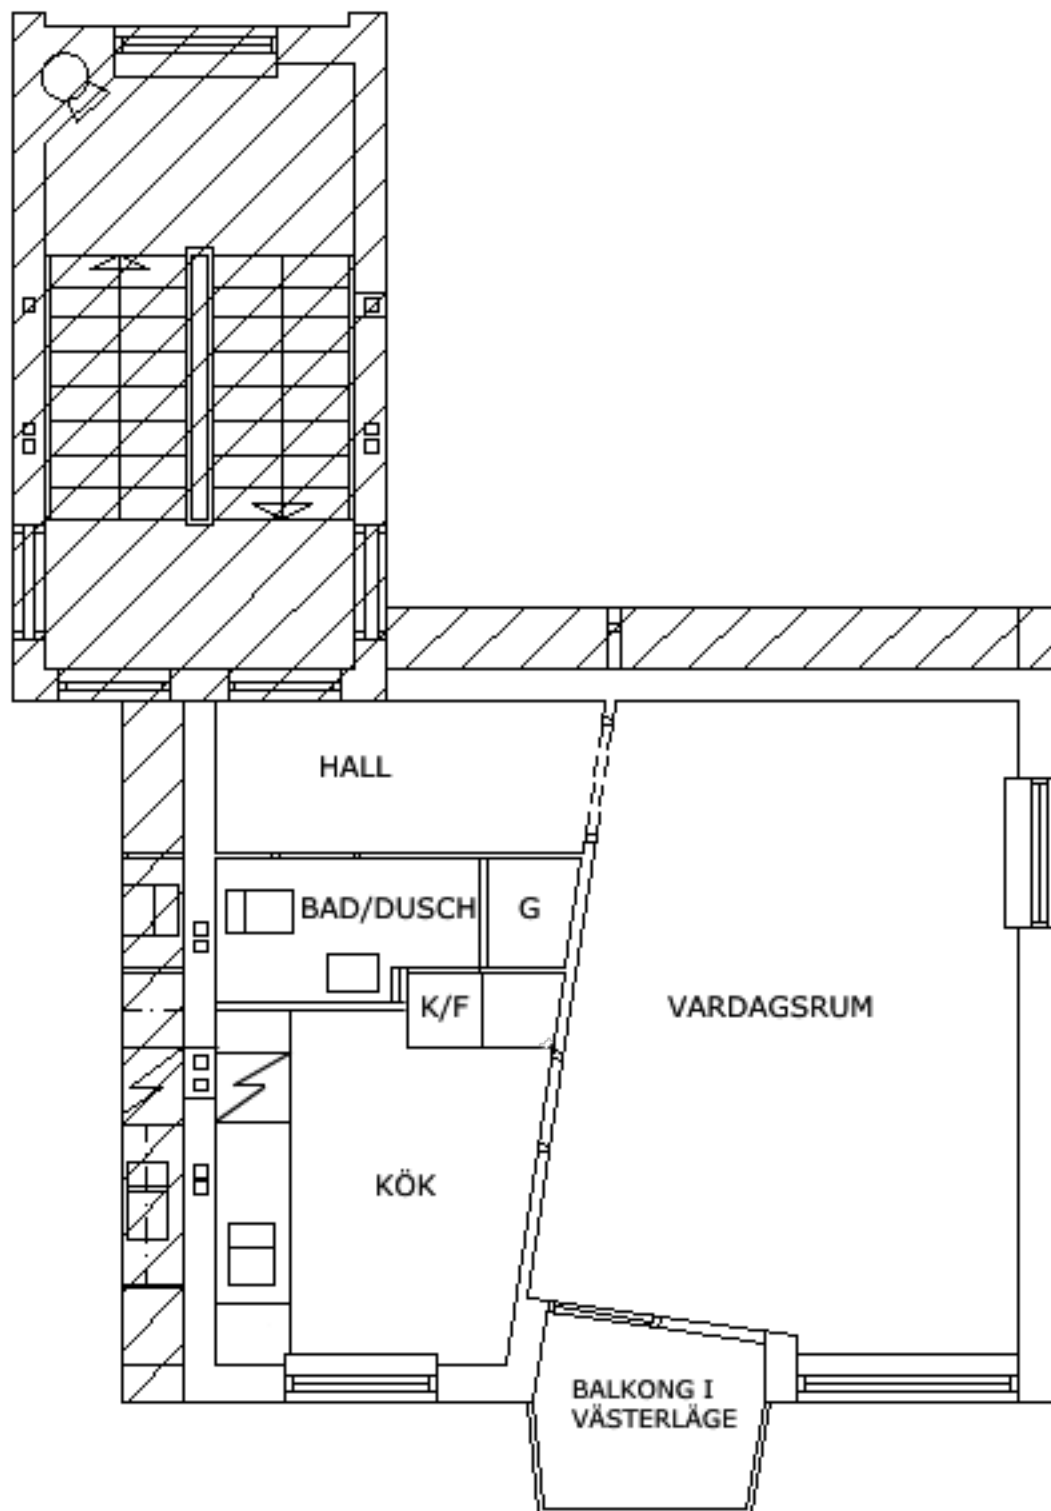 HALL
BAD/DUSCH
G
K/F
VARDAGSRUM
KÖK
BALKONG I
VÄSTERLÄGE